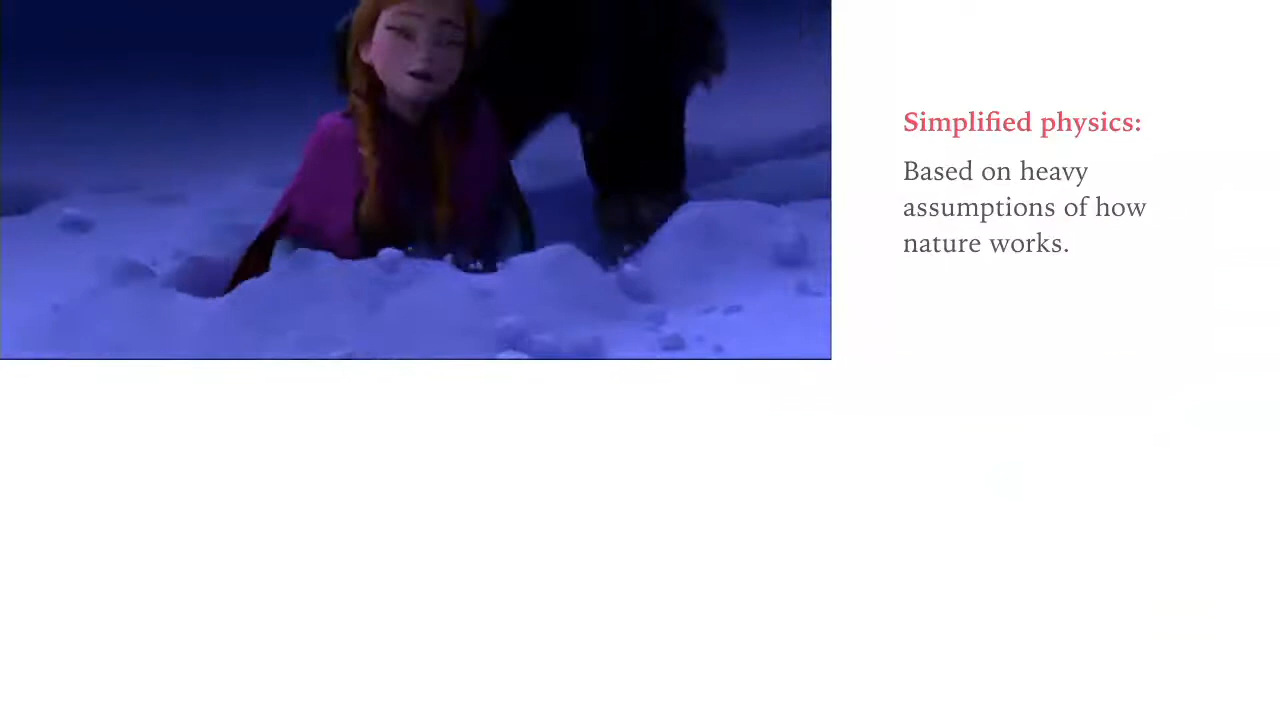 Simplified physics:
Based on heavy
assumptions of how
nature works.